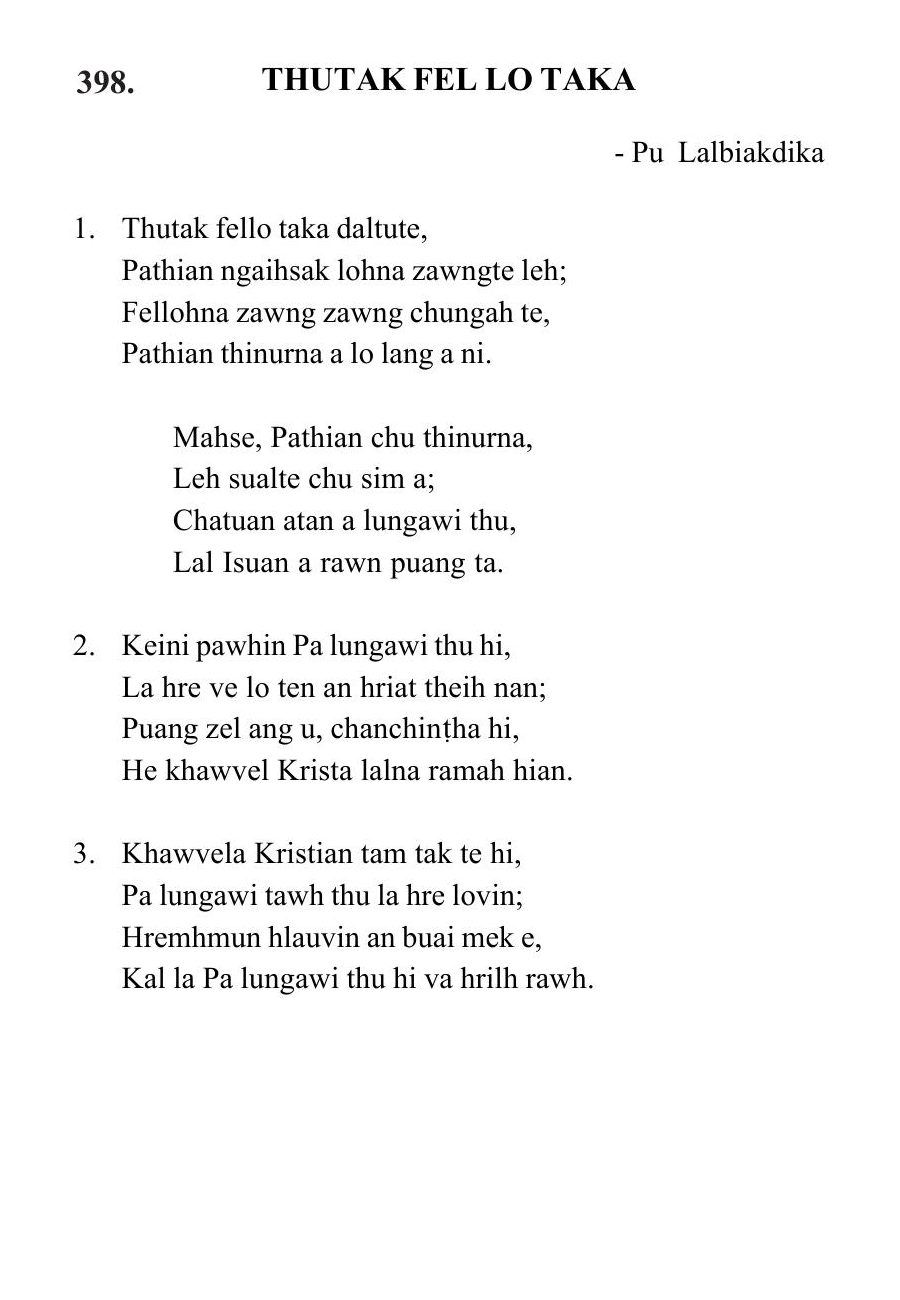 398. THUTAK FEL LO TAKA
- Pu Lalbiakdika
1. Thutak fello taka daltute,
Pathian ngaihsak lohna zawngte leh;
Fellohna zawng zawng chungah te,
Pathian thinurna a lo lang a ni.
Mahse, Pathian chu thinurna,
Leh sualte chu sim a;
Chatuan atan a lungawi thu,
Lal Isuan a rawn puang ta.
2. Keini pawhin Pa lungawi thu hi,
La hre ve lo ten an hriat theih nan;
Puang zel ang u, chanchinṭha hi,
He khawvel Krista lalna ramah hian.
3. Khawvela Kristian tam tak te hi,
Pa lungawi tawh thu la hre lovin;
Hremhmun hlauvin an buai mek e,
Kal la Pa lungawi thu hi va hrilh rawh.